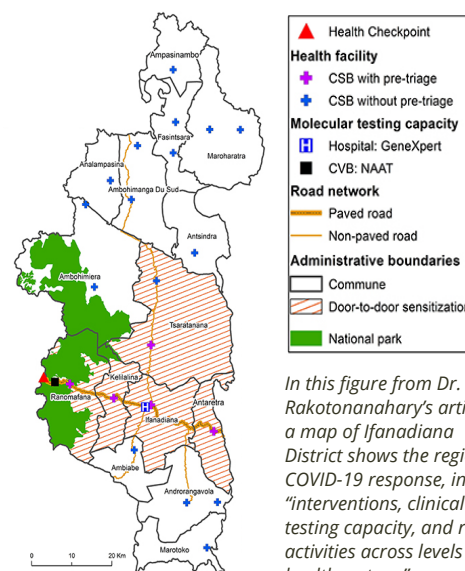 Ampasinambo
Fasintsara
Maroharatra
Analampasina
Ambohimanga Du Sud
Antsindra
Ambohimiera
Tsaratanana
Kelilalina
Ranomafana
Antaretra
H
Ifanadiana
Ambiabe
Androrangavola
Marotoko
0 10 20 Km
Health Checkpoint
Health facility
CSB with pre-triage
CSB without pre-triage
Molecular testing capacity
H Hospital: GeneXpert
CVB: NAAT
Road network
Paved road
Non-paved road
Administrative boundaries
Commune
Door-to-door sensitization
National park
In this figure from Dr.
Rakotonanahary's arti
a map of Ifanadiana
District shows the regi
COVID-19 response, in
"interventions, clinical
testing capacity, and r
activities across levels